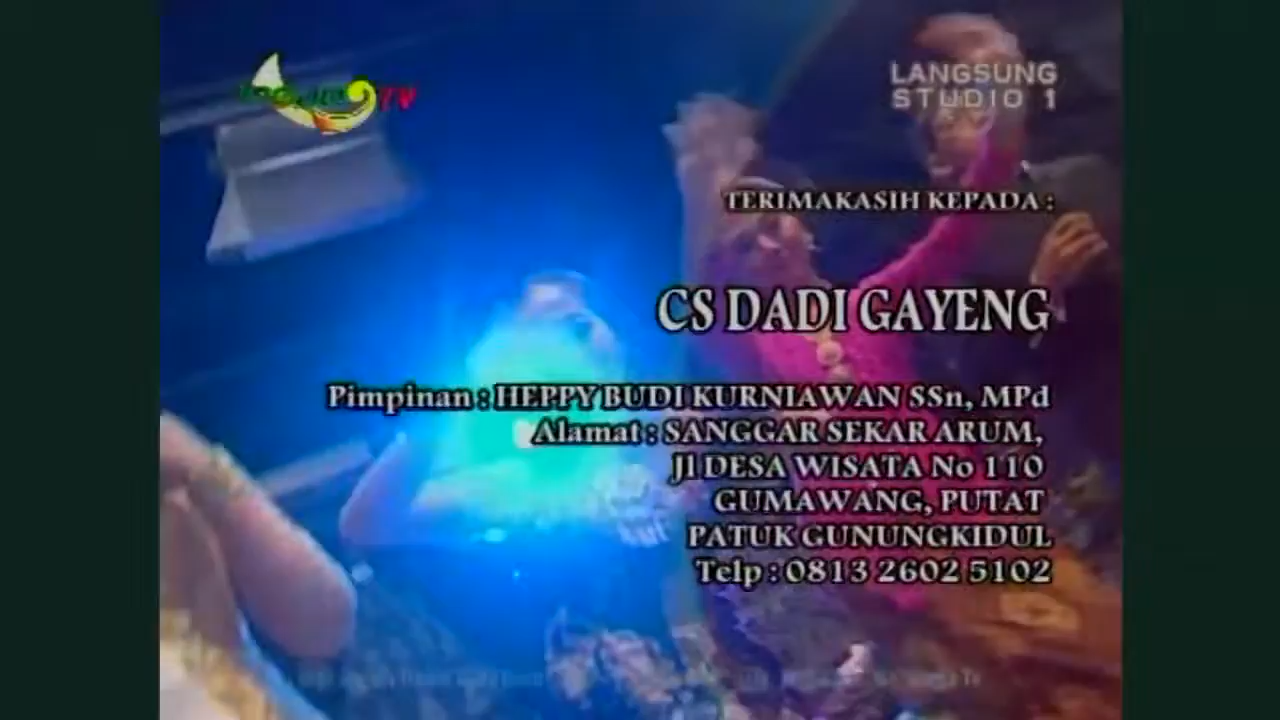 TV
LANGSUNG
STUDIO 1
TERIMAKASIH KEPADA :
CS DADI GAYENG
Pimpinan : HEPPY BUDI KURNIAWAN SSn, MPd
Alamat : SANGGAR SEKAR ARUM,
Jl DESA WISATA No 110
GUMAWANG, PUTAT
PATUK GUNUNGKIDUL
Telp : 0813 2602 5102